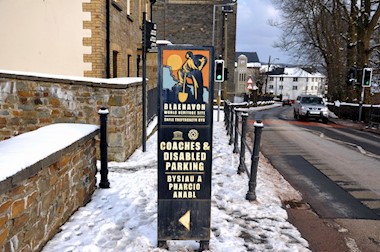 BLAENAVON
WORLD HERITAGE SITE
COACHES &
DISABLED
PARKING
BYSIAU A
PHARCIO
ANABL